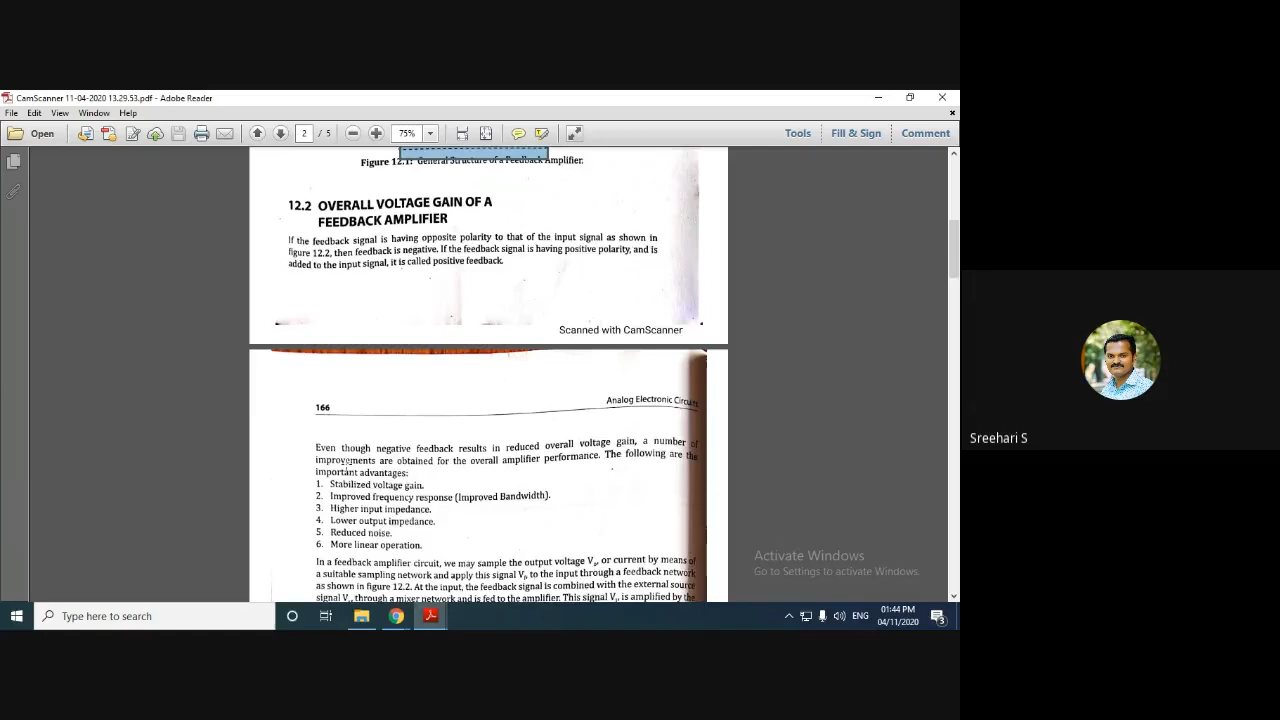 CamScanner 11-04-2020 13.29.53.pdf - Adobe Reader
File Edit View Window Help
Open 2 / 5 75% Tools Fill & Sign Comment
Figure 12.1: General Structure of a Feedback Amplifier.
12.2 OVERALL VOLTAGE GAIN OF A
FEEDBACK AMPLIFIER
If the feedback signal is having opposite polarity to that of the input signal as shown in
figure 12.2, then feedback is negative. If the feedback signal is having positive polarity, and is
added to the input signal, it is called positive feedback.
Scanned with CamScanner
166 Analog Electronic Circuits
Even though negative feedback results in reduced overall voltage gain, a number of
improvements are obtained for the overall amplifier performance. The following are the
important advantages:
1. Stabilized voltage gain.
2. Improved frequency response (Improved Bandwidth).
3. Higher input impedance.
4. Lower output impedance.
5. Reduced noise.
6. More linear operation.
In a feedback amplifier circuit, we may sample the output voltage Vo, or current by means of
a suitable sampling network and apply this signal Vf to the input through a feedback network
as shown in figure 12.2. At the input, the feedback signal is combined with the external source
signal Vs, through a mixer network and is fed to the amplifier. This signal Vi is amplified by the
Sreehari S
Activate Windows
Go to Settings to activate Windows.
Type here to search
ENG
01:44 PM
04/11/2020
3